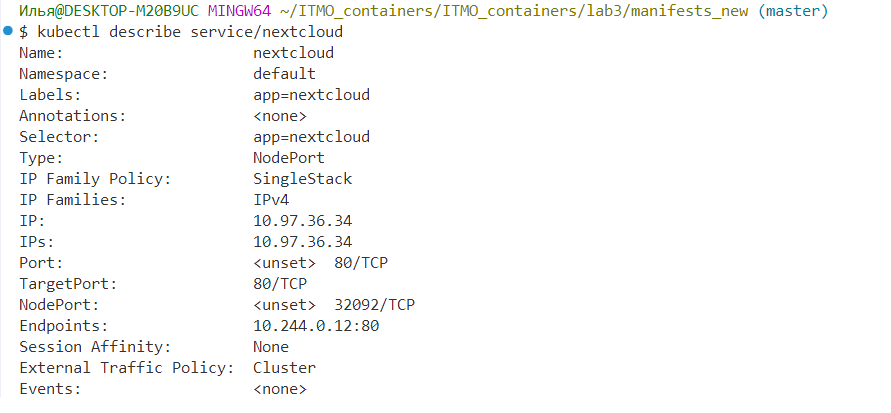 Илья@DESKTOP-M20B9UC MINGW64 ~/ITMO_containers/ITMO_containers/lab3/manifests_new (master)
$ kubectl describe service/nextcloud
Name:                     nextcloud
Namespace:                default
Labels:                   app=nextcloud
Annotations:              <none>
Selector:                 app=nextcloud
Type:                     NodePort
IP Family Policy:         SingleStack
IP Families:              IPv4
IP:                       10.97.36.34
IPs:                      10.97.36.34
Port:                     <unset>  80/TCP
TargetPort:               80/TCP
NodePort:                 <unset>  32092/TCP
Endpoints:                10.244.0.12:80
Session Affinity:         None
External Traffic Policy:  Cluster
Events:                   <none>